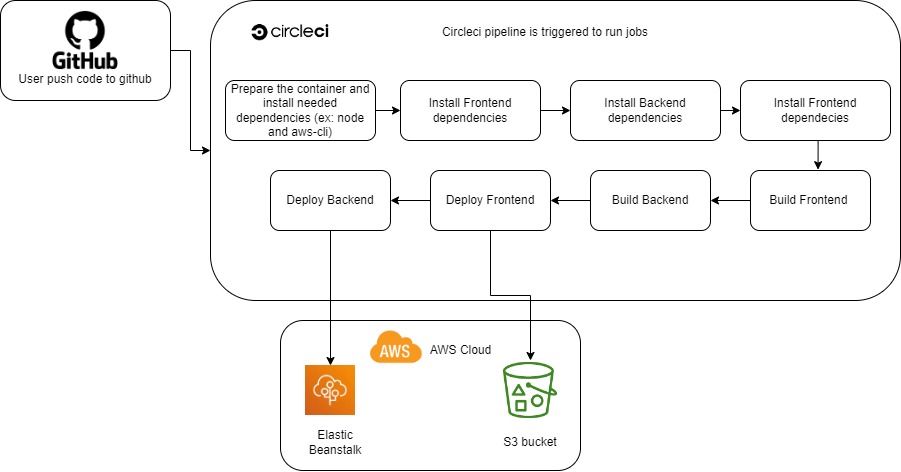 GitHub
User push code to github
circleci
Circleci pipeline is triggered to run jobs
Prepare the container and
install needed
dependencies (ex: node
and aws-cli)
Install Frontend
dependencies
Install Backend
dependencies
Install Frontend
dependecies
Deploy Backend
Deploy Frontend
Build Backend
Build Frontend
AWS
AWS Cloud
Elastic
Beanstalk
S3 bucket